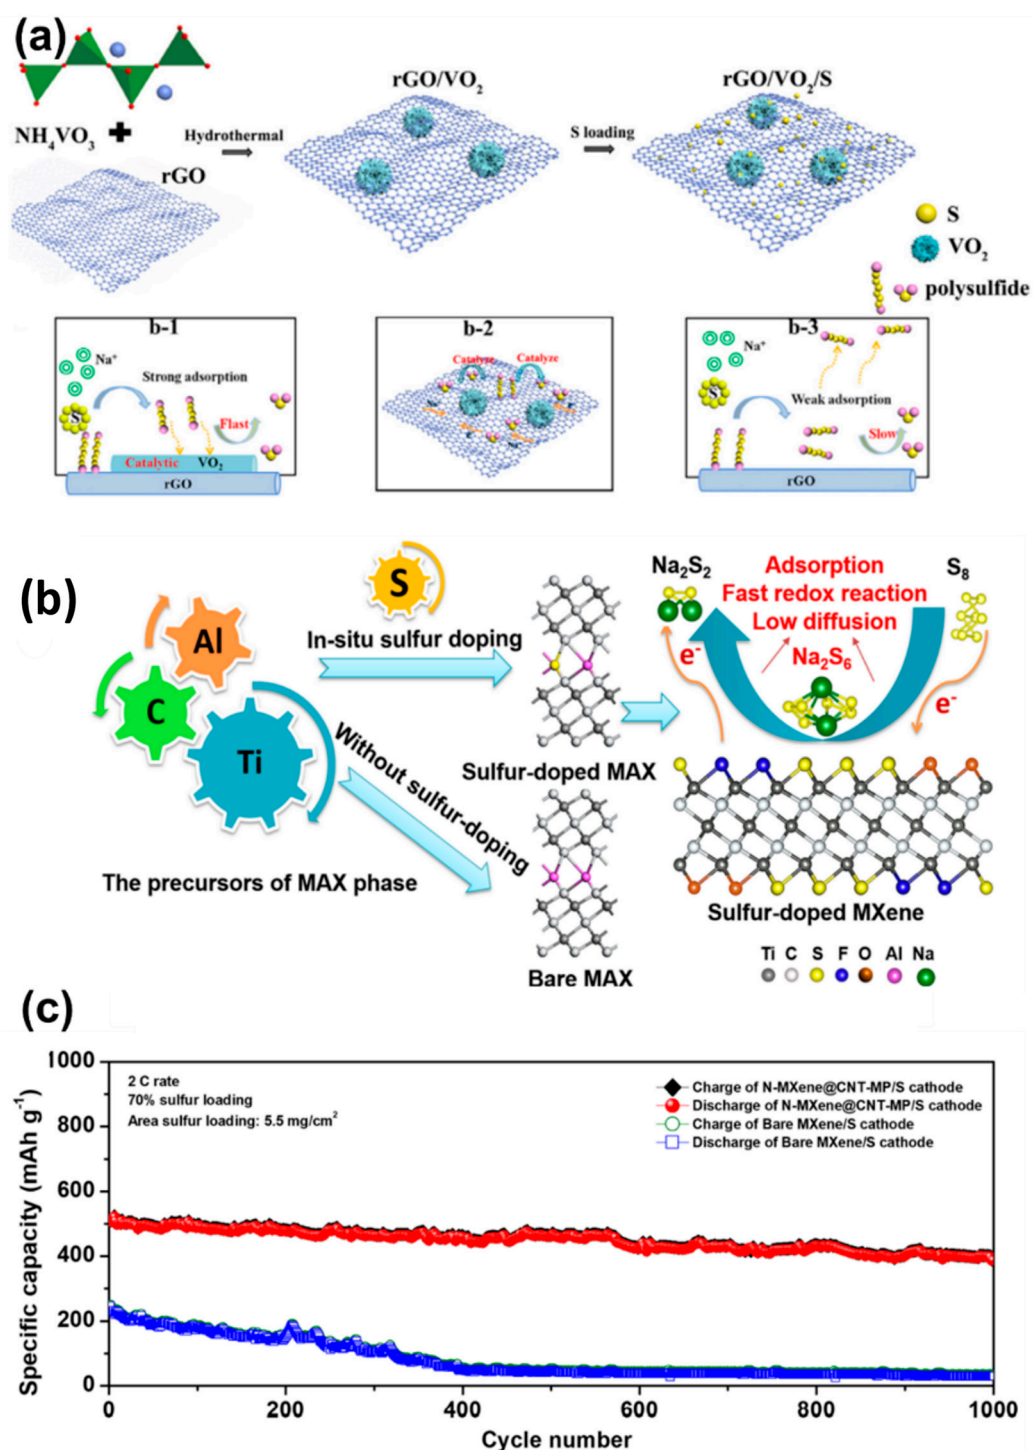 (a)
NH₄VO₃ +
rGO
Hydrothermal
rGO/VO₂
S loading
rGO/VO₂/S
S
VO₂
polysulfide
b-1
Na⁺
Strong adsorption
S
Flast
Catalytic VO₂
rGO
b-2
Catalyze
Catalyze
b-3
Na⁺
S
Weak adsorption
Slow
rGO
(b)
S
Al
C
Ti
In-situ sulfur doping
Without sulfur-doping
The precursors of MAX phase
Sulfur-doped MAX
Bare MAX
Na₂S₂
Adsorption
Fast redox reaction
Low diffusion
S₈
e⁻
Na₂S₆
e⁻
Sulfur-doped MXene
Ti C S F O Al Na
(c)
2 C rate
70% sulfur loading
Area sulfur loading: 5.5 mg/cm²
Charge of N-MXene@CNT-MP/S cathode
Discharge of N-MXene@CNT-MP/S cathode
Charge of Bare MXene/S cathode
Discharge of Bare MXene/S cathode
Specific capacity (mAh g⁻¹)
1000
800
600
400
200
0
0 200 400 600 800 1000
Cycle number